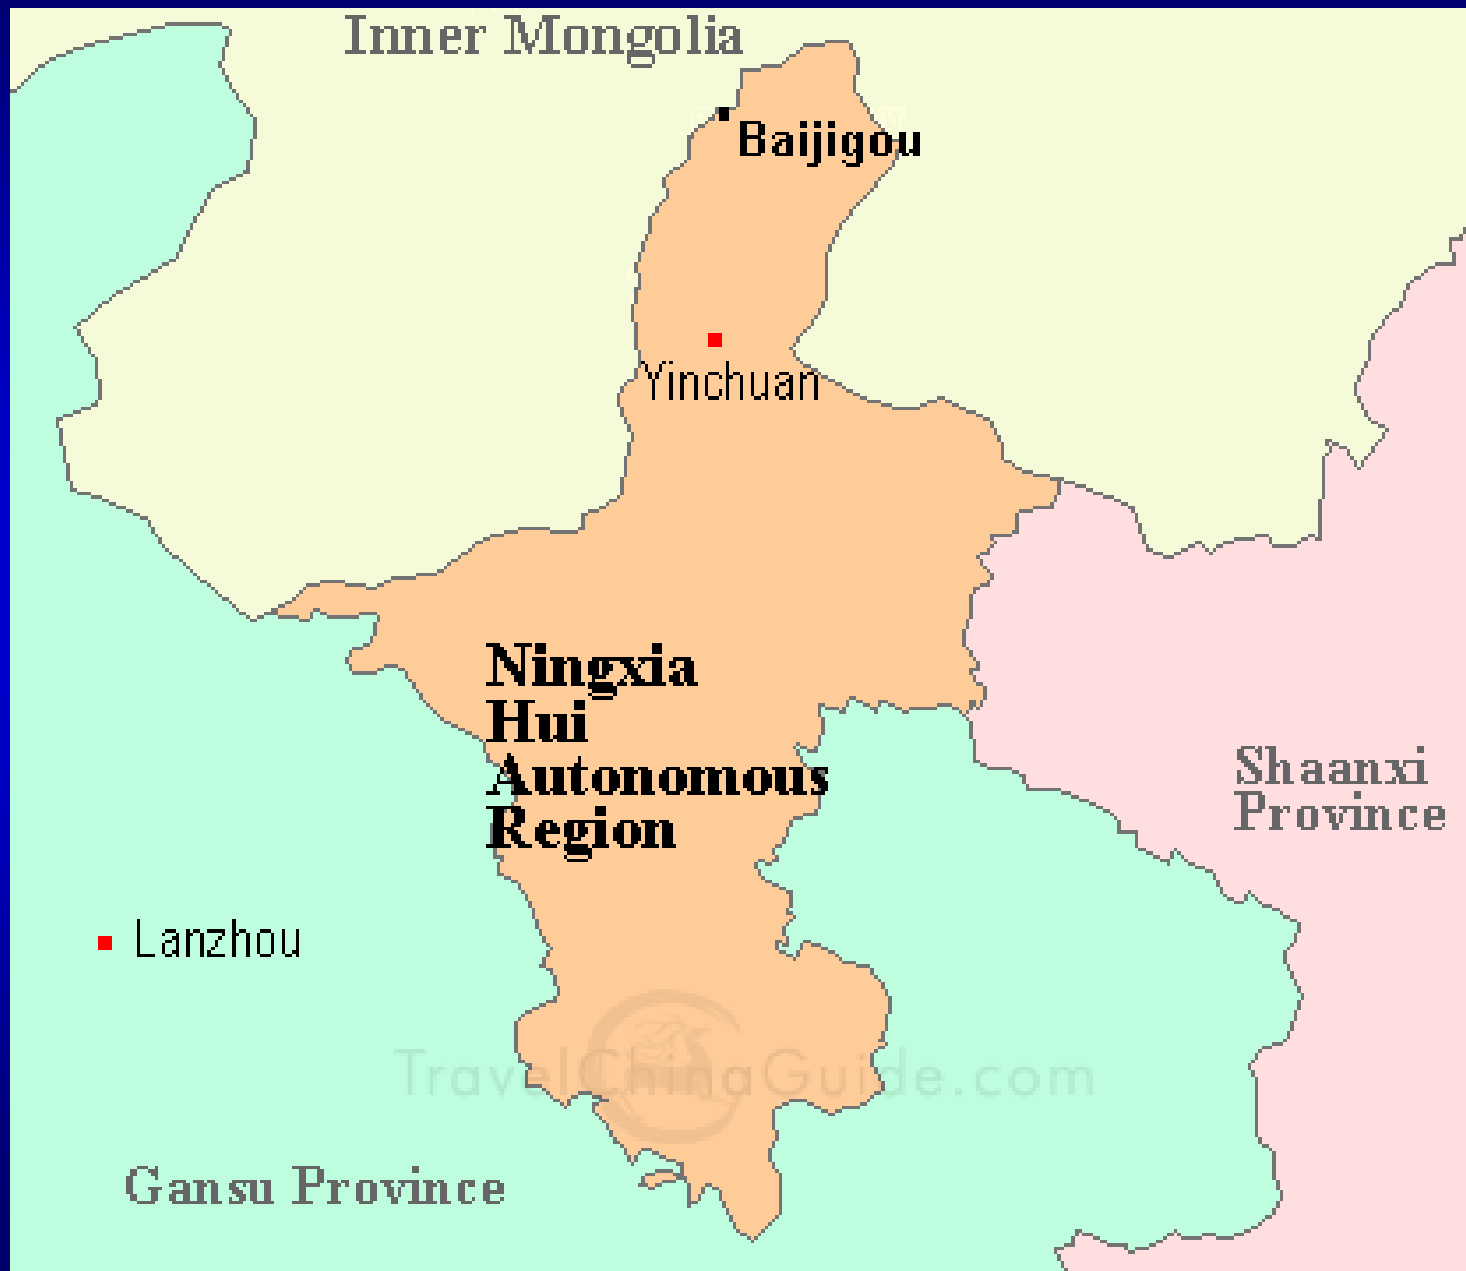 Inner Mongolia
Baijigou
Yinchuan
Ningxia
Hui
Autonomous
Region
Shaanxi
Province
Lanzhou
TravelChinaGuide.com
Gansu Province